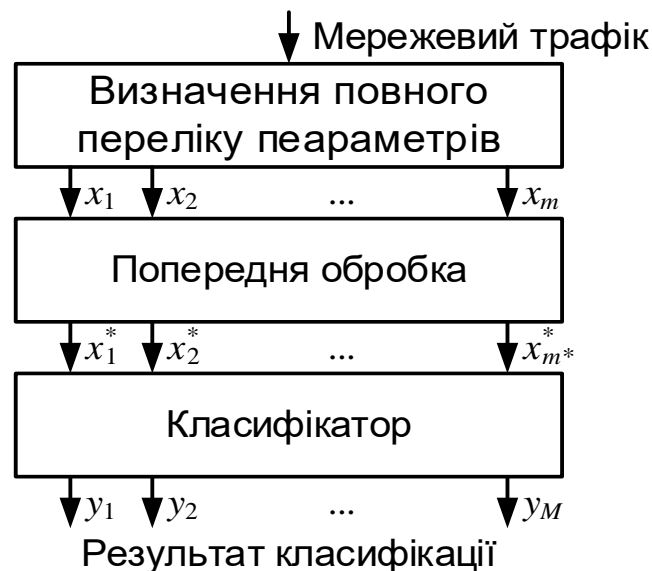 Мережевий трафік
Визначення повного
переліку пеараметрів
x₁ x₂ ... xₘ
Попередня обробка
x₁* x₂* ... xₘ**
Класифікатор
y₁ y₂ ... y_M
Результат класифікації